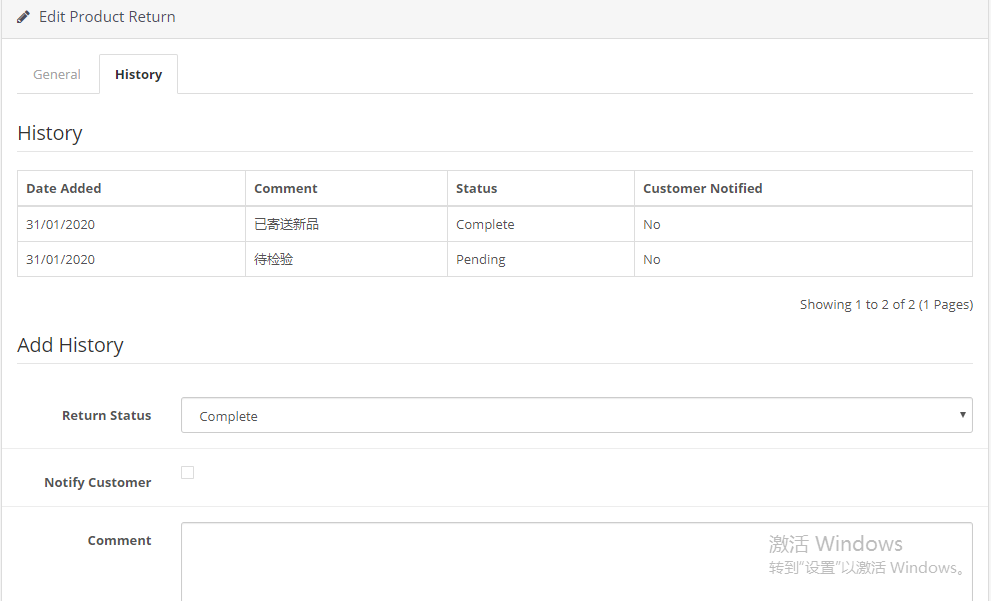 Edit Product Return
General History
History
Date Added Comment Status Customer Notified
31/01/2020 已寄送新品 Complete No
31/01/2020 待检验 Pending No
Showing 1 to 2 of 2 (1 Pages)
Add History
Return Status Complete
Notify Customer
Comment
激活 Windows
转到“设置”以激活 Windows。